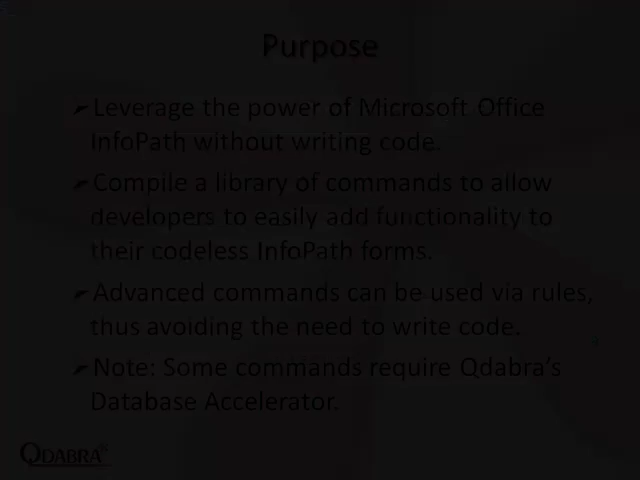 Purpose
Leverage the power of Microsoft Office
InfoPath without writing code.
Compile a library of commands to allow
developers to easily add functionality to
their codeless InfoPath forms.
Advanced commands can be used via rules,
thus avoiding the need to write code.
Note: Some commands require Qdabra's
Database Accelerator.
QDABRA®